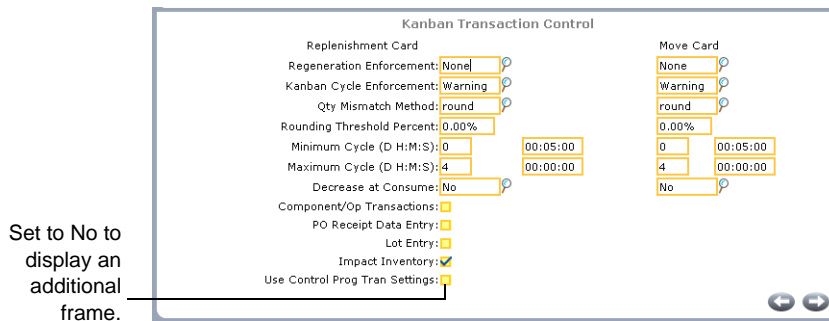 Kanban Transaction Control
Replenishment Card Move Card
Regeneration Enforcement: None None
Kanban Cycle Enforcement: Warning Warning
Qty Mismatch Method: round round
Rounding Threshold Percent: 0.00% 0.00%
Minimum Cycle (D H:M:S): 0 00:05:00 0 00:05:00
Maximum Cycle (D H:M:S): 4 00:00:00 4 00:00:00
Decrease at Consume: No No
Component/Op Transactions:
PO Receipt Data Entry:
Lot Entry:
Impact Inventory:
Use Control Prog Tran Settings:
Set to No to
display an
additional
frame.